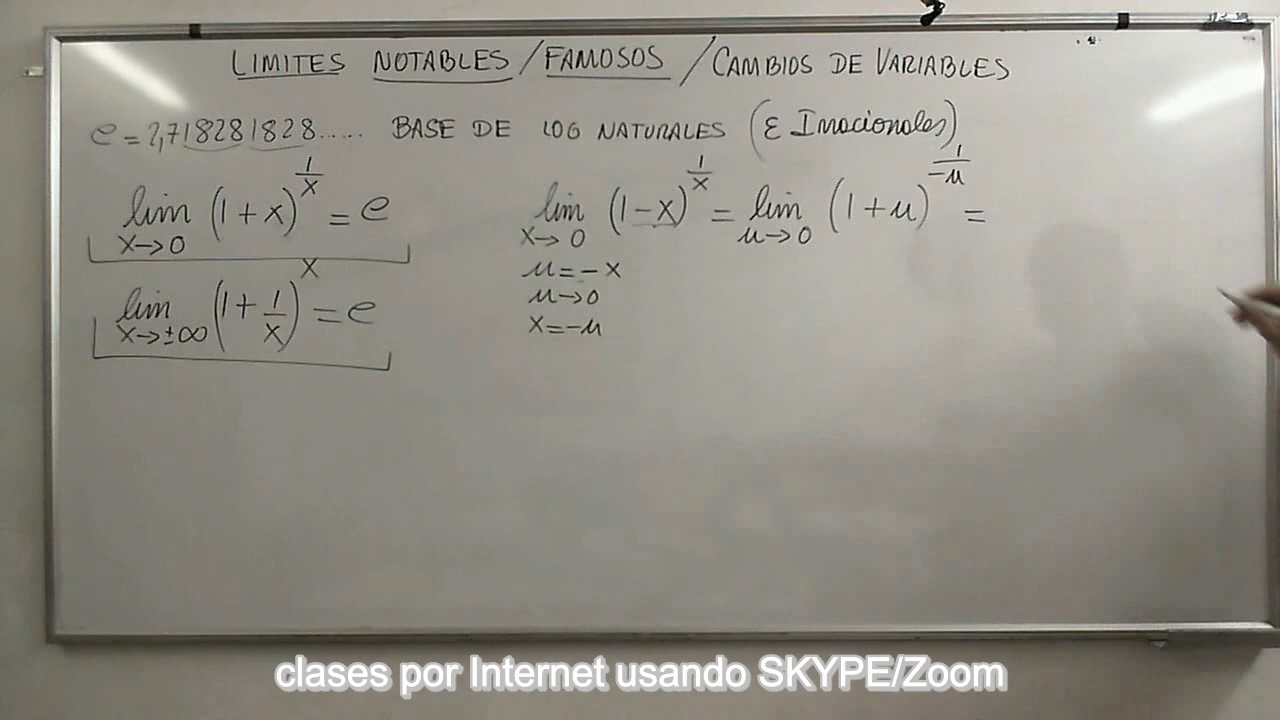 LIMITES NOTABLES / FAMOSOS / CAMBIOS DE VARIABLES
e = 2,718281828..... BASE DE LOG NATURALES (ε Irracionales)
lim x→0 (1+x)^(1/x) = e
lim x→±∞ (1+1/x)^x = e
lim x→0 (1-x)^(1/x) = lim μ→0 (1+μ)^(1/-μ) =
μ=-x
μ→0
x=-μ
clases por Internet usando SKYPE/Zoom